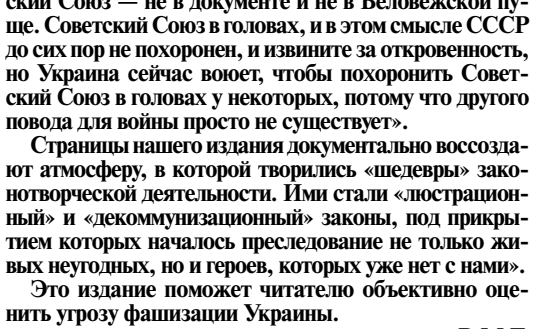 ский Союз — не в документе и не в Беловежской пу-
ще. Советский Союз в головах, и в этом смысле СССР
до сих пор не похоронен, и извините за откровенность,
но Украина сейчас воюет, чтобы похоронить Совет-
ский Союз в головах у некоторых, потому что другого
повода для войны просто не существует».
Страницы нашего издания документально воссозда-
ют атмосферу, в которой творились «шедевры» зако-
нотворческой деятельности. Ими стали «люстрацион-
ный» и «декоммунизационный» законы, под прикры-
тием которых началось преследование не только жи-
вых неугодных, но и героев, которых уже нет с нами».
Это издание поможет читателю объективно оце-
нить угрозу фашизации Украины.